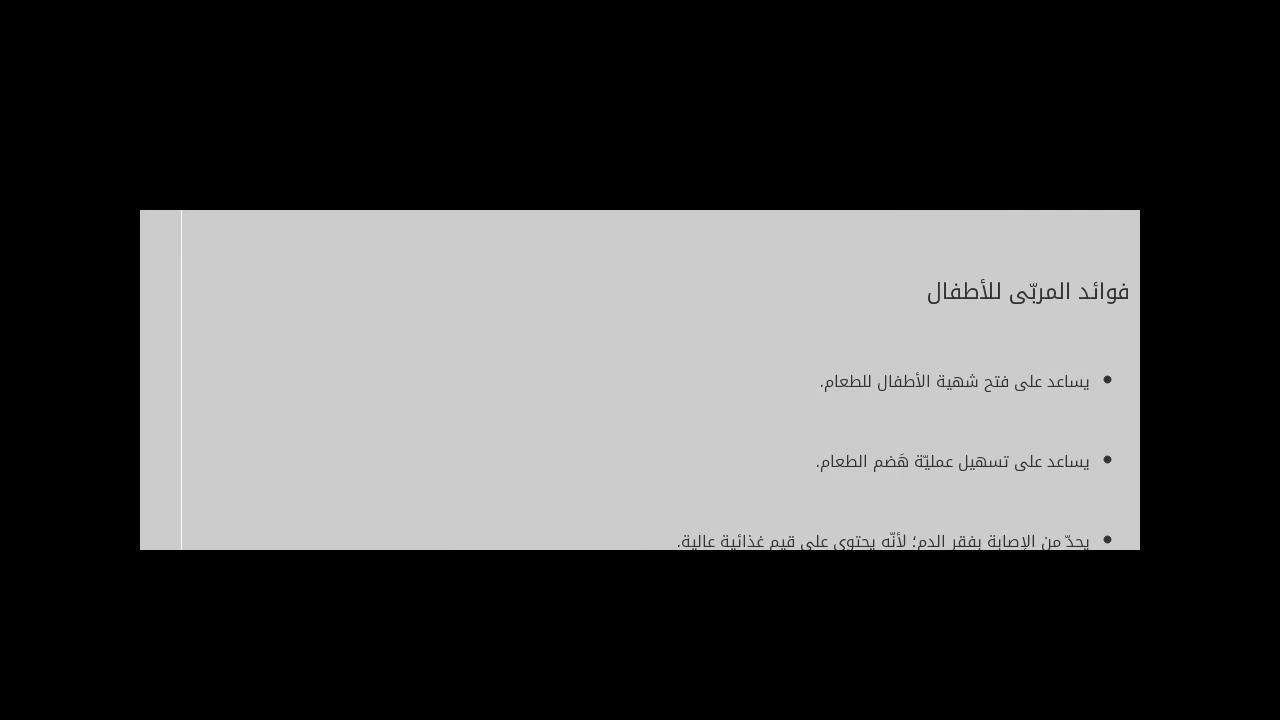 فوائد المربّى للأطفال
يساعد على فتح شهية الأطفال للطعام.
يساعد على تسهيل عمليّة هَضم الطعام.
يحدّ من الإصابة بفقر الدم؛ لأنّه يحتوي على قيم غذائية عالية.